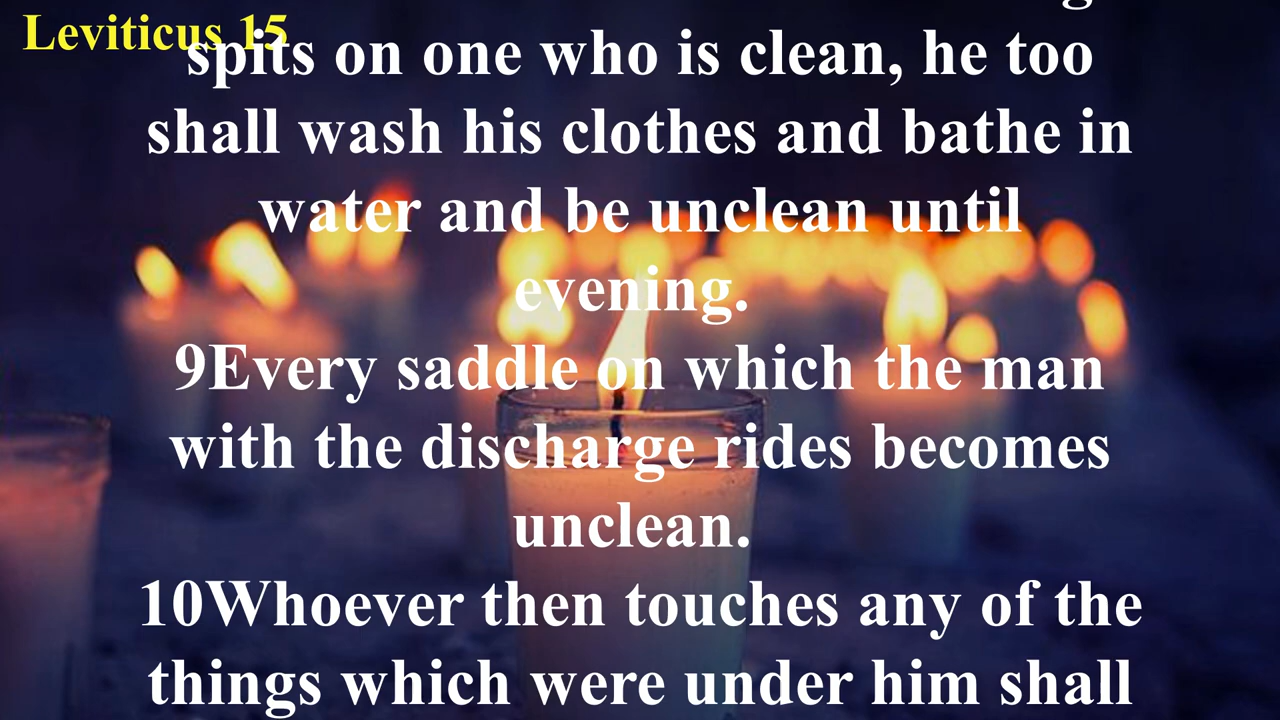 Leviticus 15
spits on one who is clean, he too
shall wash his clothes and bathe in
water and be unclean until
evening.
9Every saddle on which the man
with the discharge rides becomes
unclean.
10Whoever then touches any of the
things which were under him shall